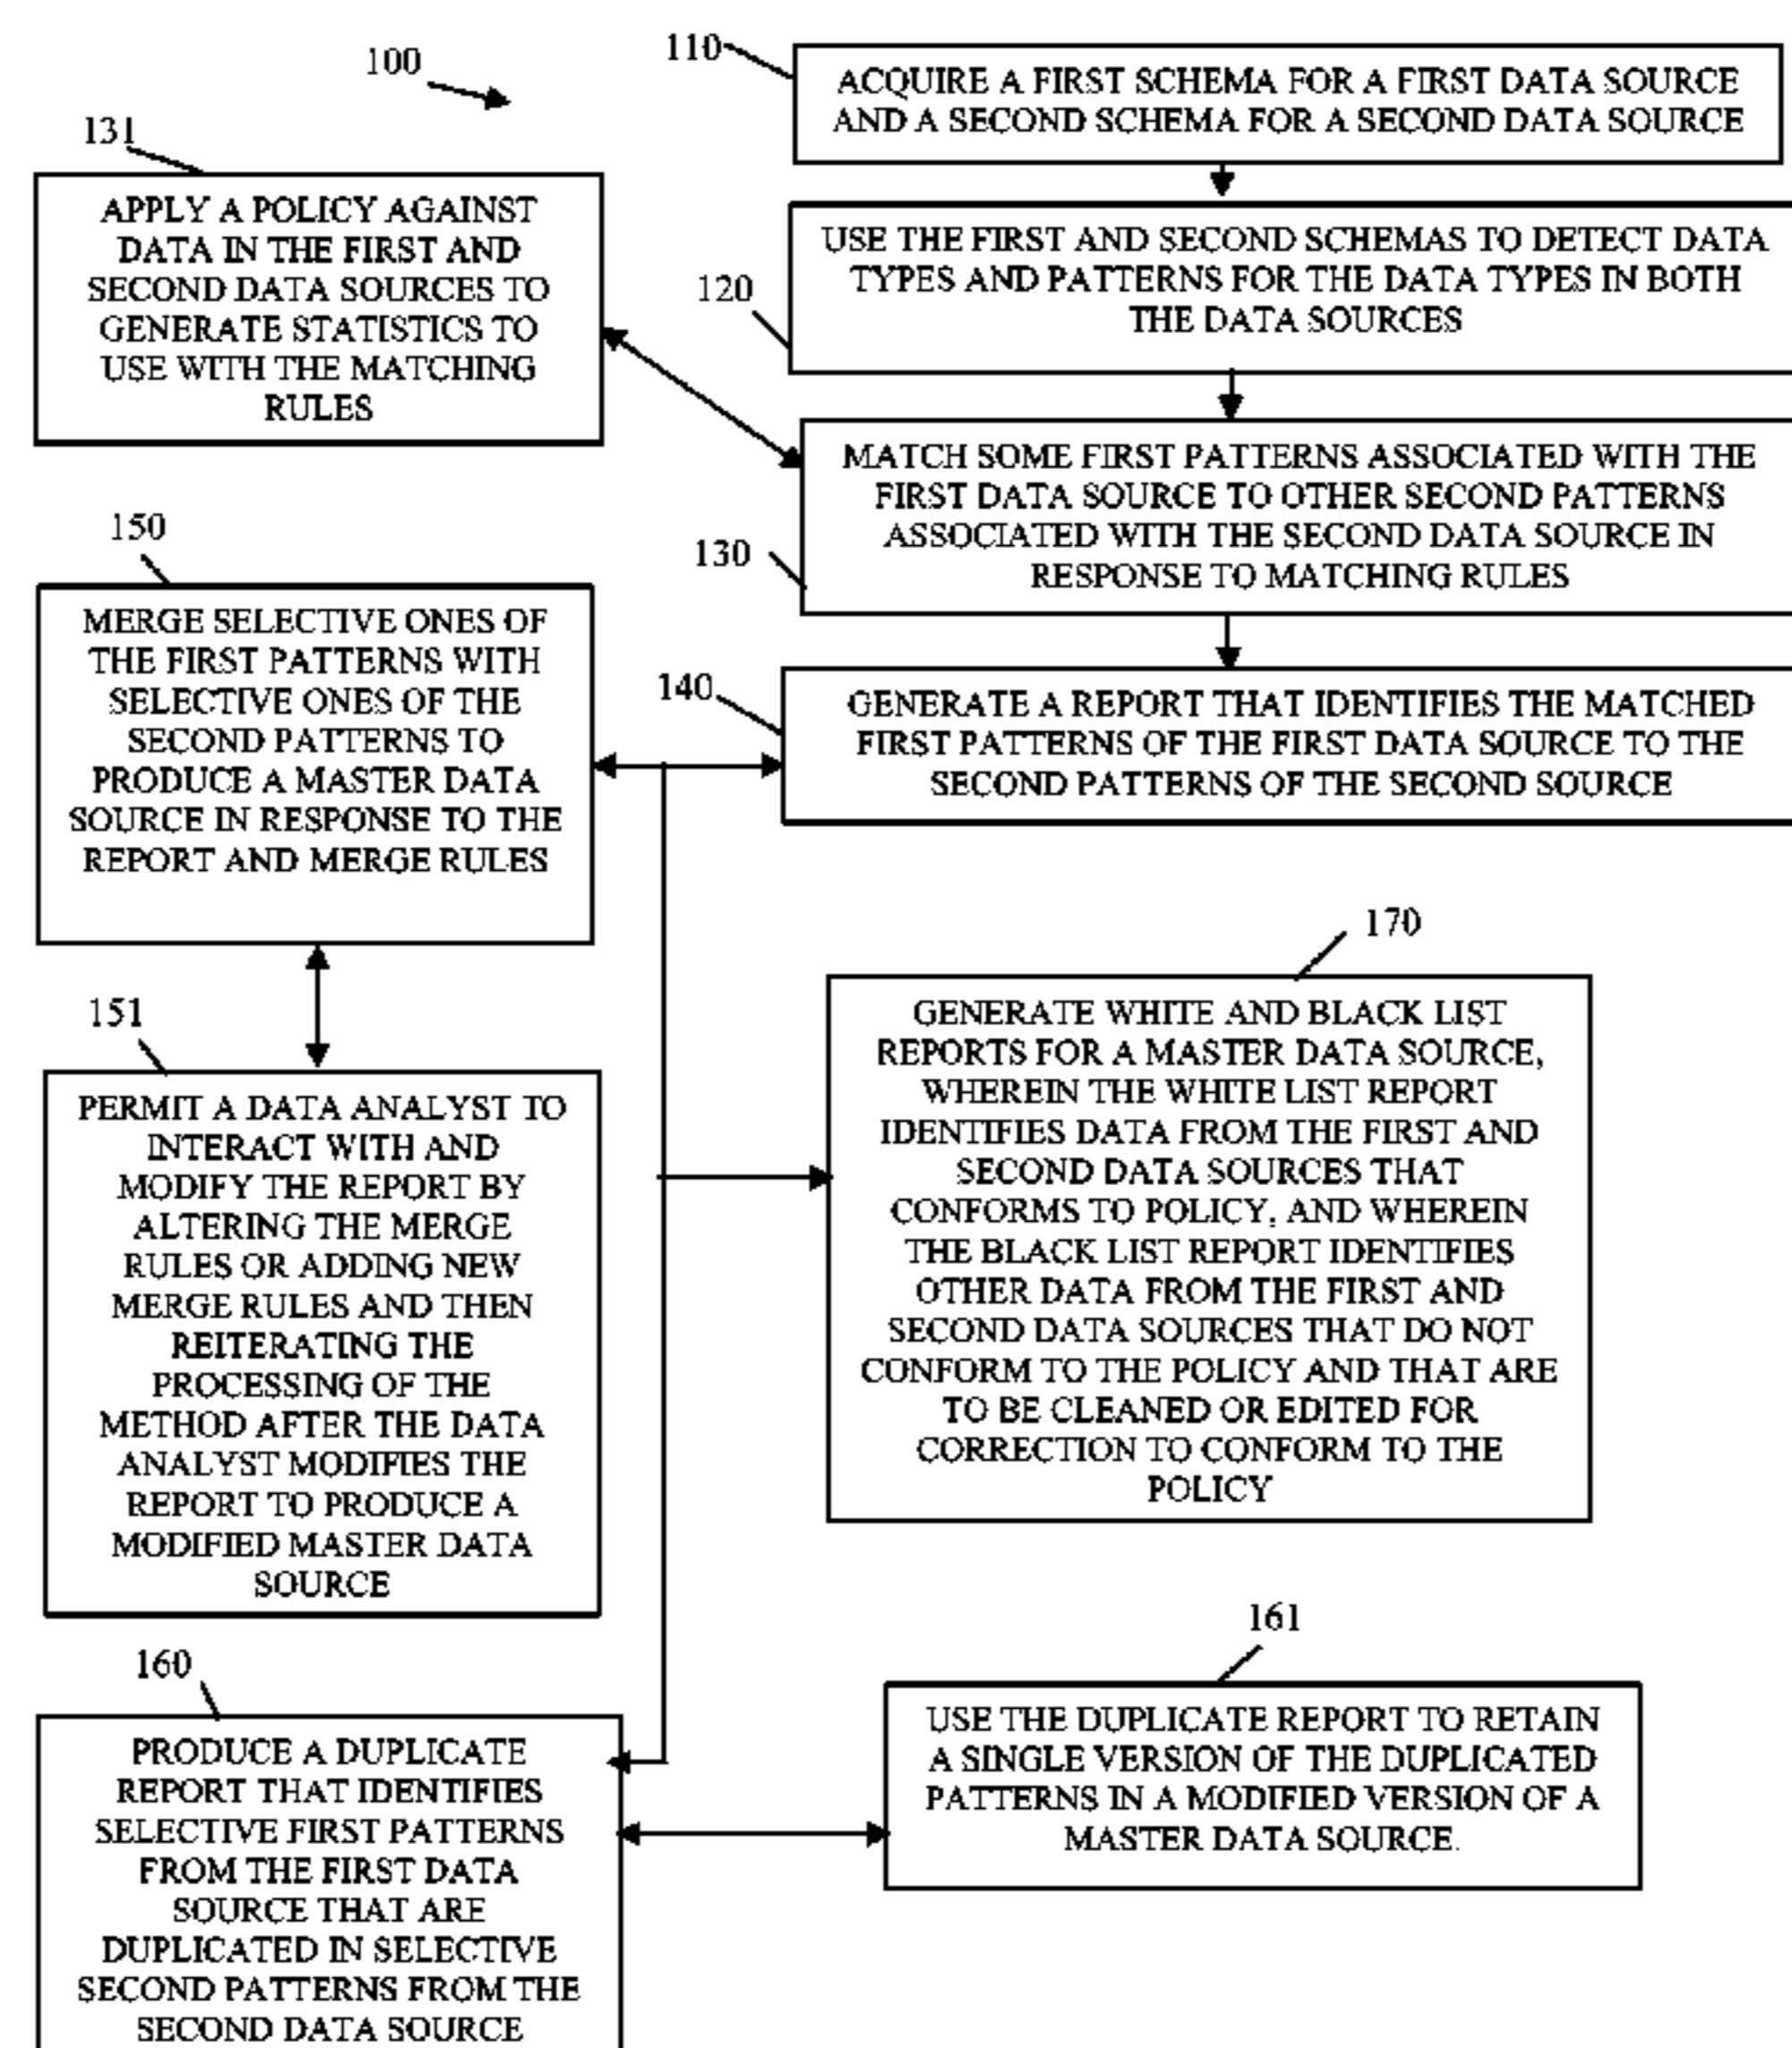 100
110
ACQUIRE A FIRST SCHEMA FOR A FIRST DATA SOURCE
AND A SECOND SCHEMA FOR A SECOND DATA SOURCE
131
APPLY A POLICY AGAINST
DATA IN THE FIRST AND
SECOND DATA SOURCES TO
GENERATE STATISTICS TO
USE WITH THE MATCHING
RULES
120
USE THE FIRST AND SECOND SCHEMAS TO DETECT DATA
TYPES AND PATTERNS FOR THE DATA TYPES IN BOTH
THE DATA SOURCES
130
MATCH SOME FIRST PATTERNS ASSOCIATED WITH THE
FIRST DATA SOURCE TO OTHER SECOND PATTERNS
ASSOCIATED WITH THE SECOND DATA SOURCE IN
RESPONSE TO MATCHING RULES
150
MERGE SELECTIVE ONES OF
THE FIRST PATTERNS WITH
SELECTIVE ONES OF THE
SECOND PATTERNS TO
PRODUCE A MASTER DATA
SOURCE IN RESPONSE TO THE
REPORT AND MERGE RULES
140
GENERATE A REPORT THAT IDENTIFIES THE MATCHED
FIRST PATTERNS OF THE FIRST DATA SOURCE TO THE
SECOND PATTERNS OF THE SECOND SOURCE
151
PERMIT A DATA ANALYST TO
INTERACT WITH AND
MODIFY THE REPORT BY
ALTERING THE MERGE
RULES OR ADDING NEW
MERGE RULES AND THEN
REITERATING THE
PROCESSING OF THE
METHOD AFTER THE DATA
ANALYST MODIFIES THE
REPORT TO PRODUCE A
MODIFIED MASTER DATA
SOURCE
170
GENERATE WHITE AND BLACK LIST
REPORTS FOR A MASTER DATA SOURCE,
WHEREIN THE WHITE LIST REPORT
IDENTIFIES DATA FROM THE FIRST AND
SECOND DATA SOURCES THAT
CONFORMS TO POLICY, AND WHEREIN
THE BLACK LIST REPORT IDENTIFIES
OTHER DATA FROM THE FIRST AND
SECOND DATA SOURCES THAT DO NOT
CONFORM TO THE POLICY AND THAT ARE
TO BE CLEANED OR EDITED FOR
CORRECTION TO CONFORM TO THE
POLICY
160
PRODUCE A DUPLICATE
REPORT THAT IDENTIFIES
SELECTIVE FIRST PATTERNS
FROM THE FIRST DATA
SOURCE THAT ARE
DUPLICATED IN SELECTIVE
SECOND PATTERNS FROM THE
SECOND DATA SOURCE
161
USE THE DUPLICATE REPORT TO RETAIN
A SINGLE VERSION OF THE DUPLICATED
PATTERNS IN A MODIFIED VERSION OF A
MASTER DATA SOURCE.